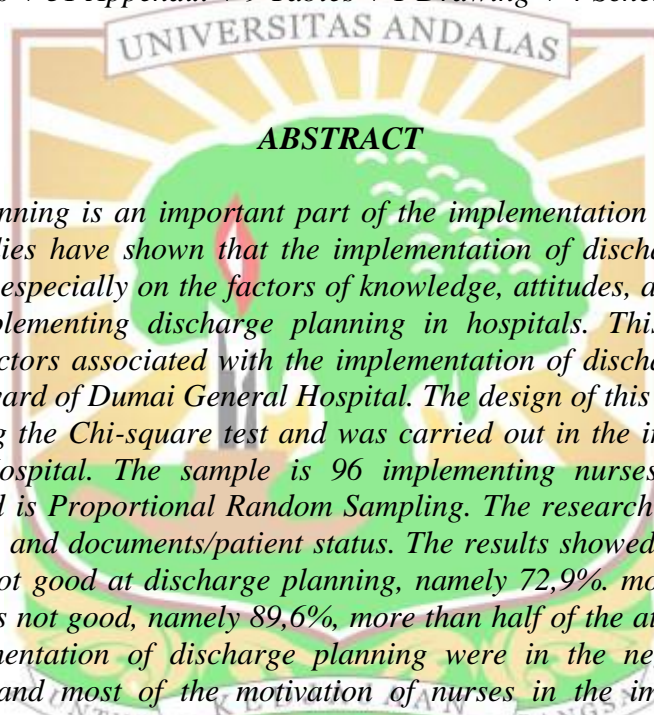 UNIVERSITAS ANDALAS
ABSTRACT
nning is an important part of the implementation
lies have shown that the implementation of discha
especially on the factors of knowledge, attitudes, a
plementing discharge planning in hospitals. This
ctors associated with the implementation of discha
vard of Dumai General Hospital. The design of this
g the Chi-square test and was carried out in the i
Hospital. The sample is 96 implementing nurses
d is Proportional Random Sampling. The research
and documents/patient status. The results showed
ot good at discharge planning, namely 72,9%. mo
s not good, namely 89,6%, more than half of the at
mentation of discharge planning were in the ne
and most of the motivation of nurses in the im
KEDJAJAAN